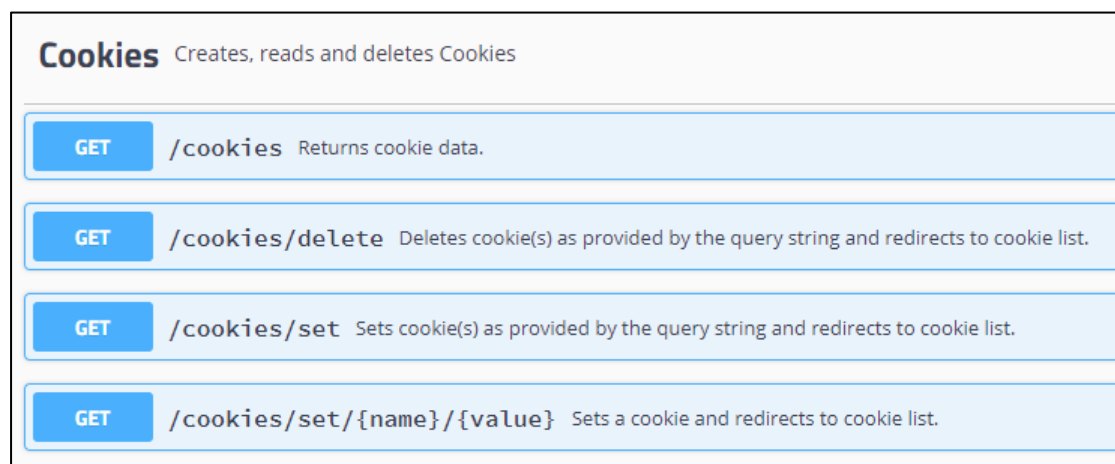 Cookies Creates, reads and deletes Cookies
GET /cookies Returns cookie data.
GET /cookies/delete Deletes cookie(s) as provided by the query string and redirects to cookie list.
GET /cookies/set Sets cookie(s) as provided by the query string and redirects to cookie list.
GET /cookies/set/{name}/{value} Sets a cookie and redirects to cookie list.